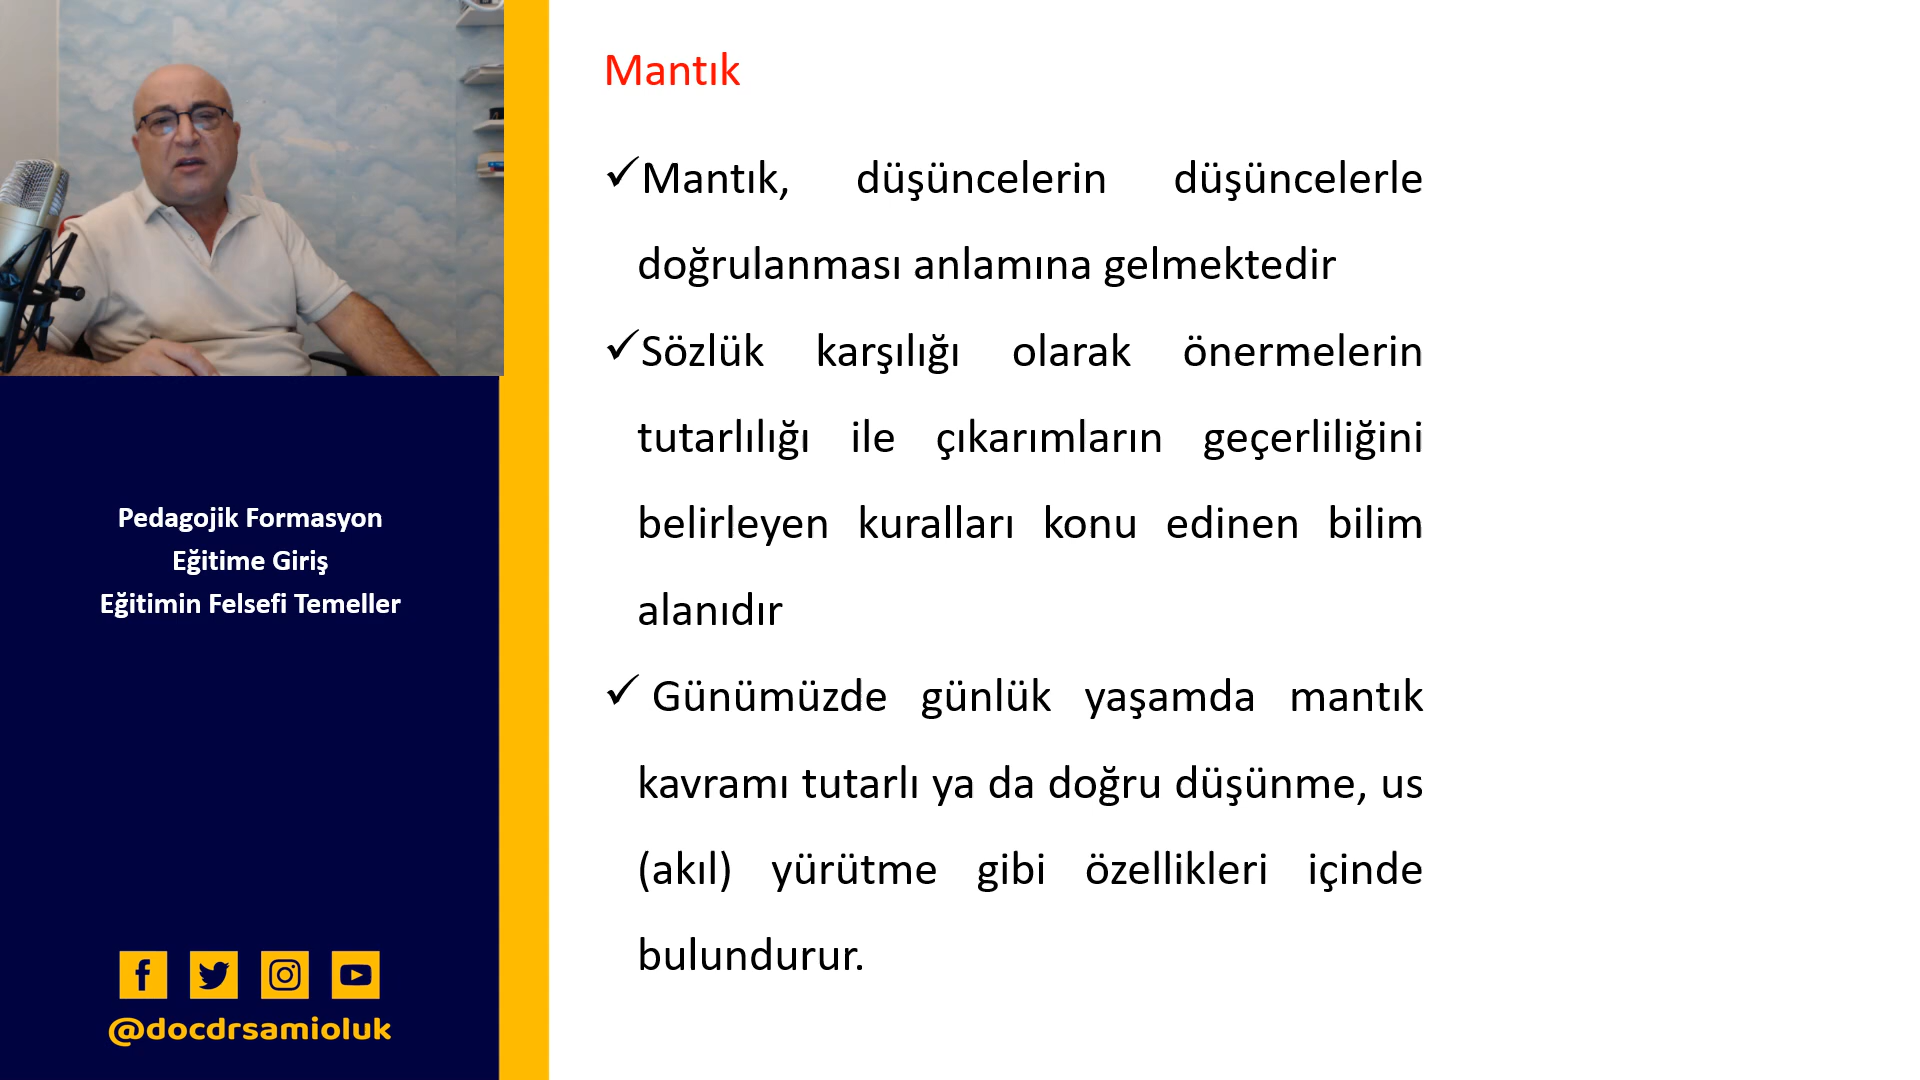 Mantık
Mantık, düşüncelerin düşüncelerle
doğrulanması anlamına gelmektedir
Sözlük karşılığı olarak önermelerin
tutarlılığı ile çıkarımların geçerliliğini
belirleyen kuralları konu edinen bilim
alanıdır
Günümüzde günlük yaşamda mantık
kavramı tutarlı ya da doğru düşünme, us
(akıl) yürütme gibi özellikleri içinde
bulundurur.
Pedagojik Formasyon
Eğitime Giriş
Eğitimin Felsefi Temeller
@docdrsamioluk